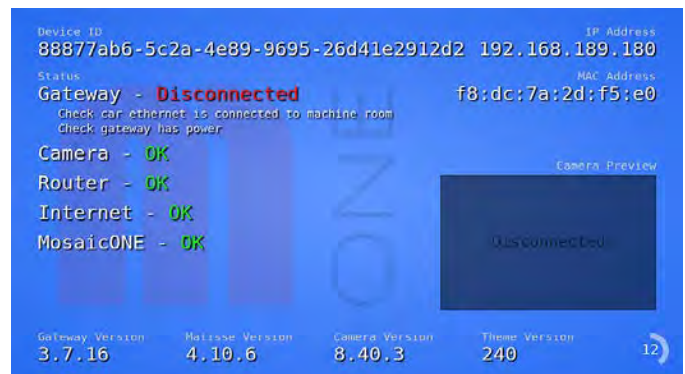 Device ID IP Address
88877ab6-5c2a-4e89-9695-26d41e2912d2 192.168.189.180
Status MAC Address
Gateway - Disconnected f8:dc:7a:2d:f5:e0
Check car ethernet is connected to machine room
Check gateway has power
Camera - OK
Camera Preview
Router - OK
Internet - OK
MosaicONE - OK
Disconnected
ONE
Gateway Version Matisse Version Camera Version Theme Version
3.7.16 4.10.6 8.40.3 240 12